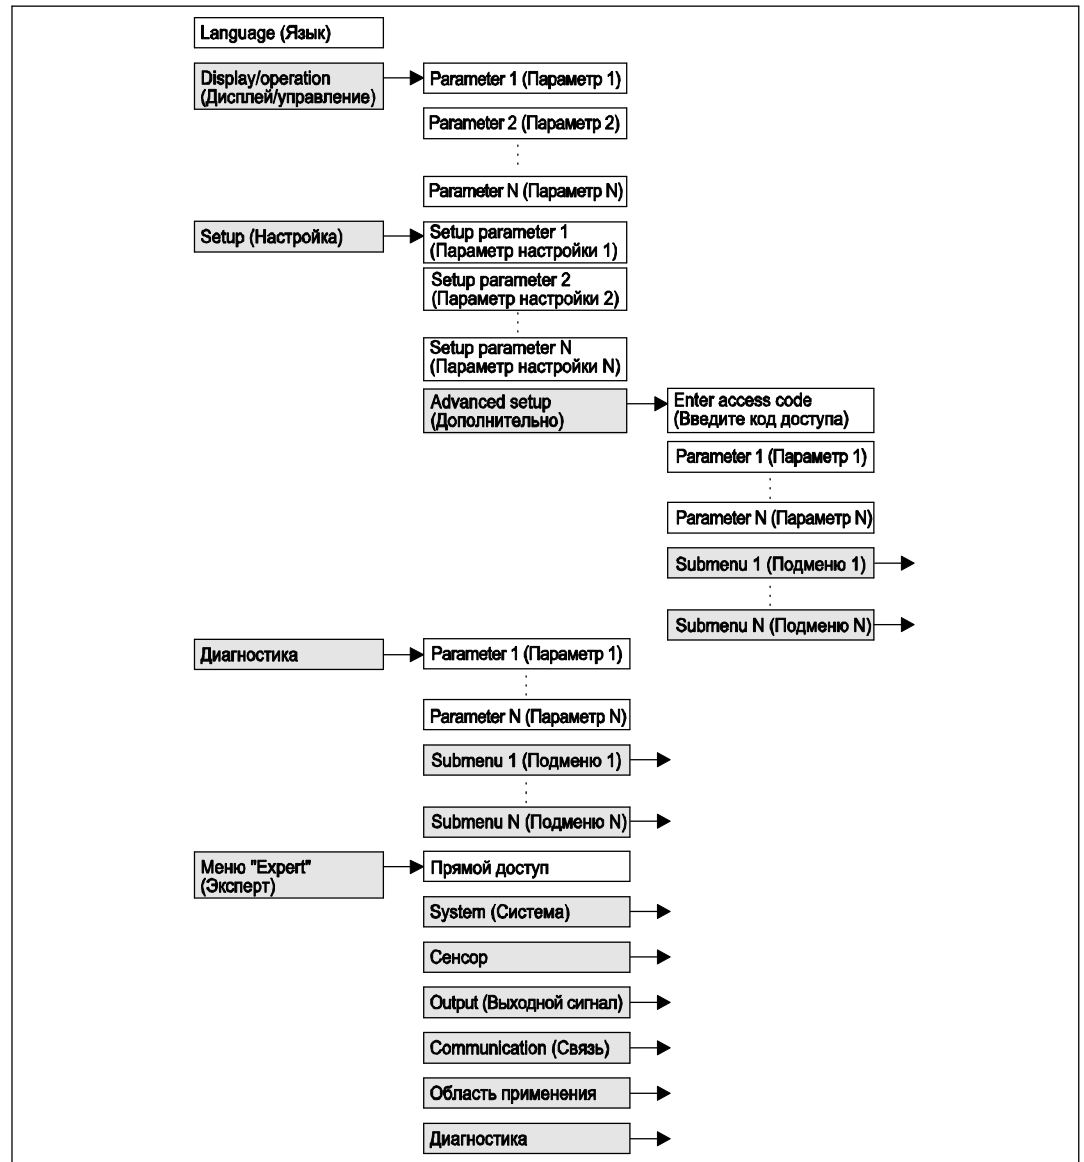 Language (Язык)
Display/operation
(Дисплей/управление)
Parameter 1 (Параметр 1)
Parameter 2 (Параметр 2)
Parameter N (Параметр N)
Setup (Настройка)
Setup parameter 1
(Параметр настройки 1)
Setup parameter 2
(Параметр настройки 2)
Setup parameter N
(Параметр настройки N)
Advanced setup
(Дополнительно)
Enter access code
(Введите код доступа)
Parameter 1 (Параметр 1)
Parameter N (Параметр N)
Submenu 1 (Подменю 1)
Submenu N (Подменю N)
Диагностика
Parameter 1 (Параметр 1)
Parameter N (Параметр N)
Submenu 1 (Подменю 1)
Submenu N (Подменю N)
Меню "Expert"
(Эксперт)
Прямой доступ
System (Система)
Сенсор
Output (Выходной сигнал)
Communication (Связь)
Область применения
Диагностика